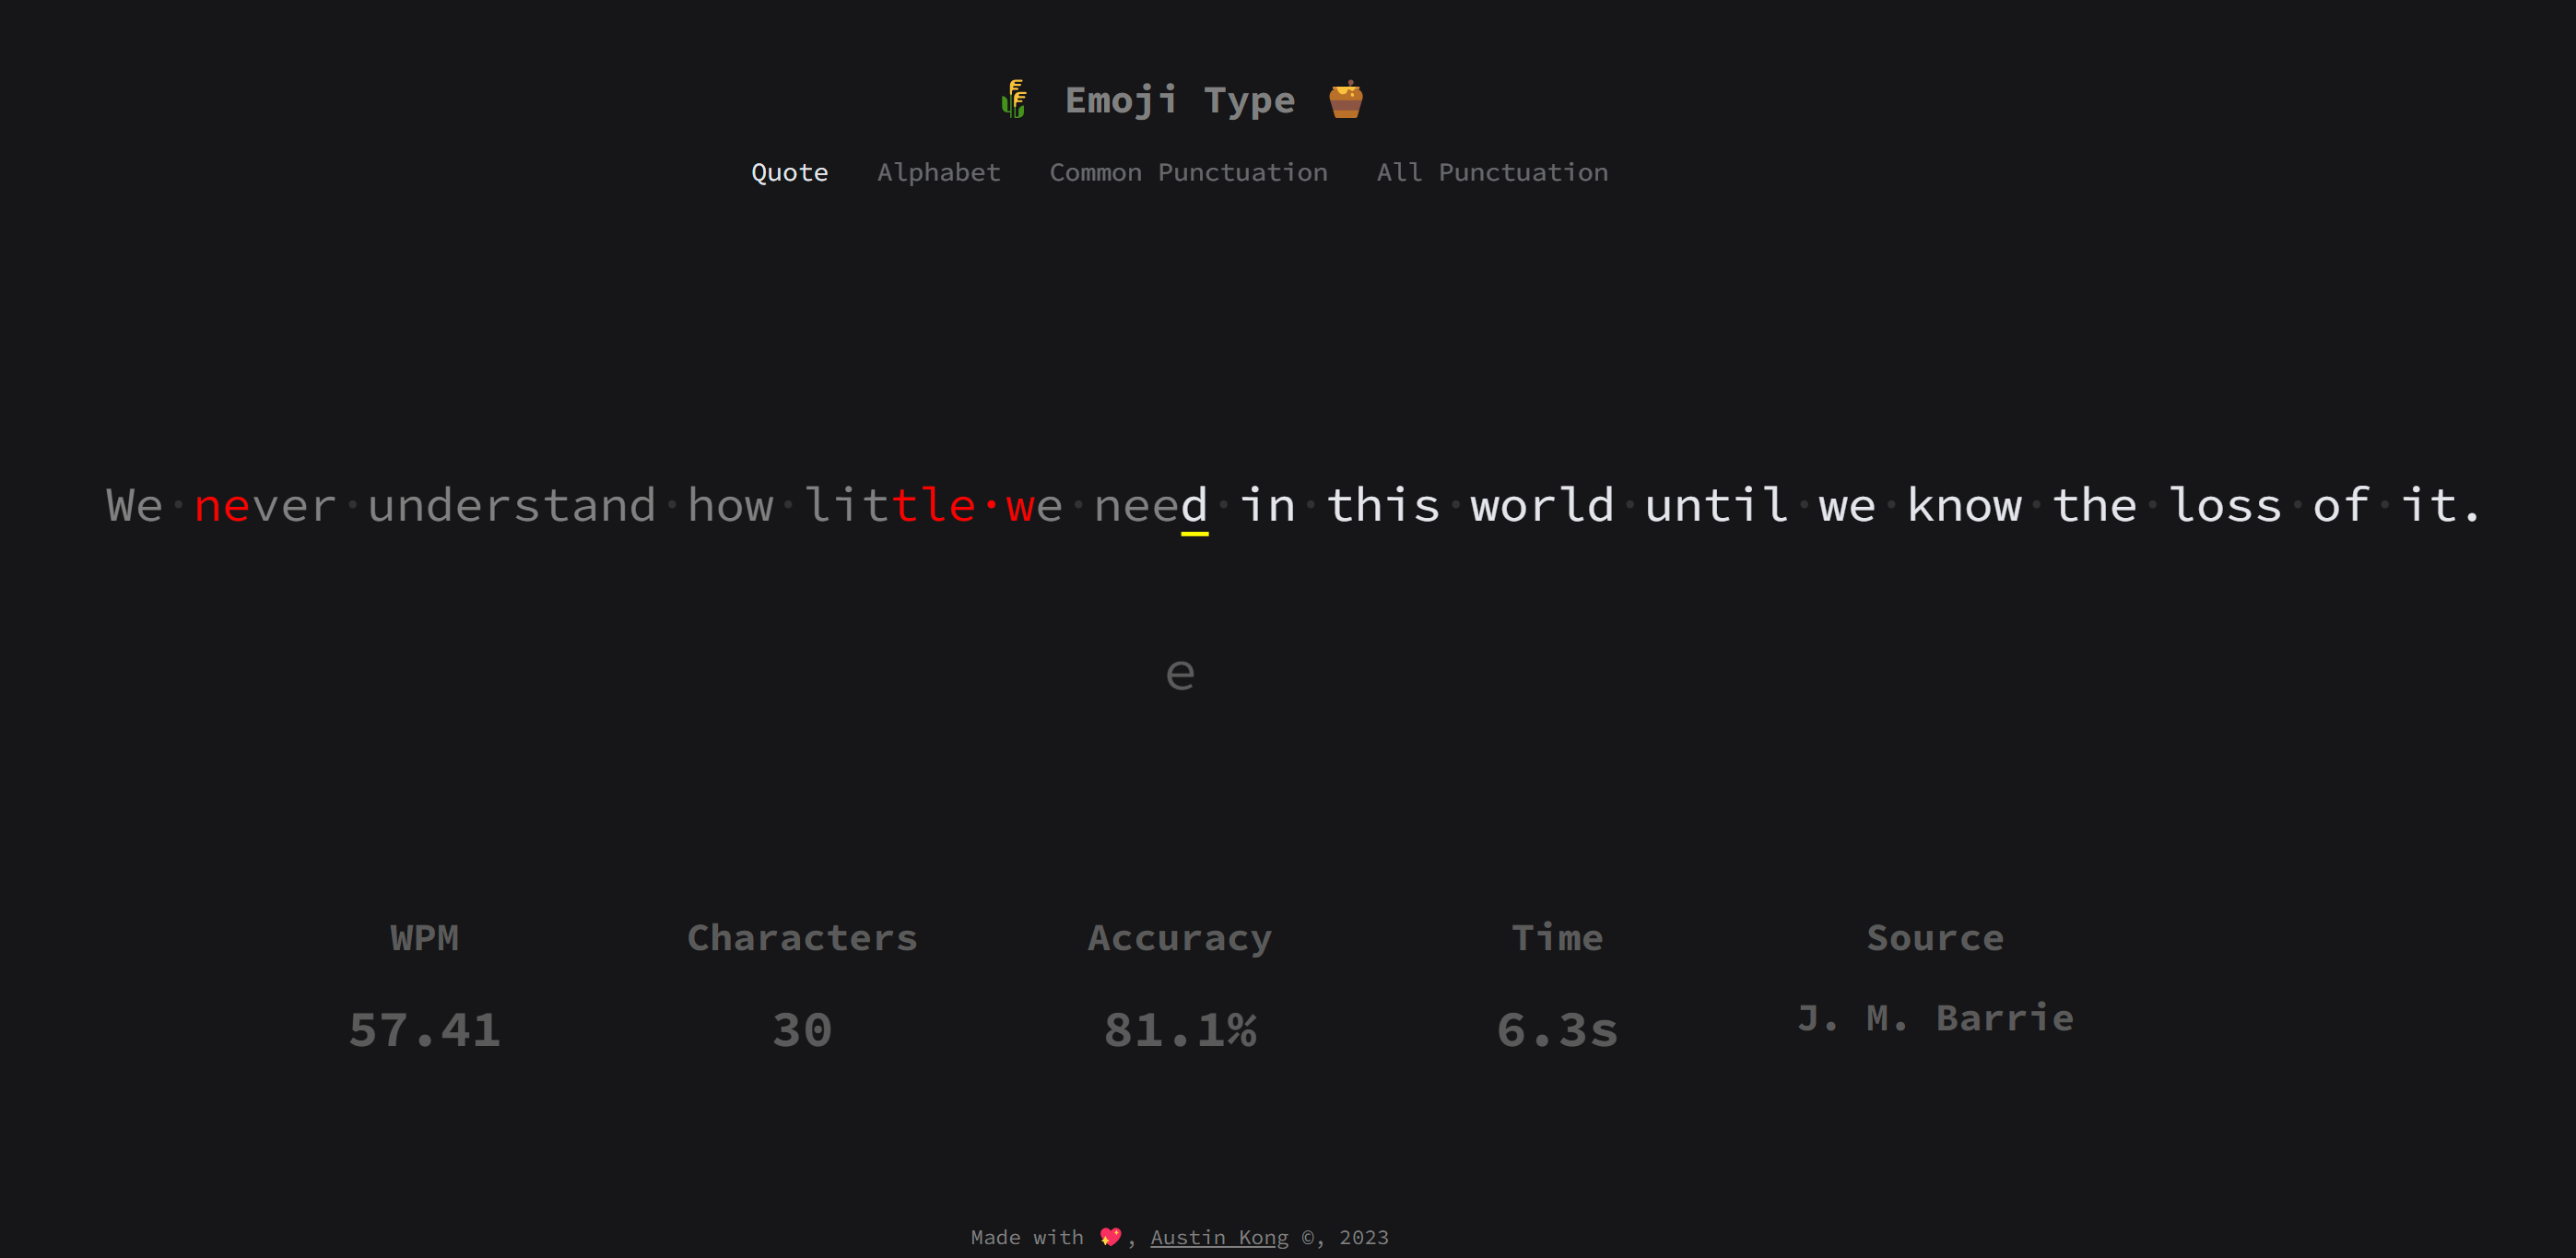 🌾 Emoji Type 🍯
Quote Alphabet Common Punctuation All Punctuation
We·never·understand·how·little·we·need·in·this·world·until·we·know·the·loss·of·it.
e
WPM Characters Accuracy Time Source
57.41 30 81.1% 6.3s J. M. Barrie
Made with 💖, Austin Kong ©, 2023